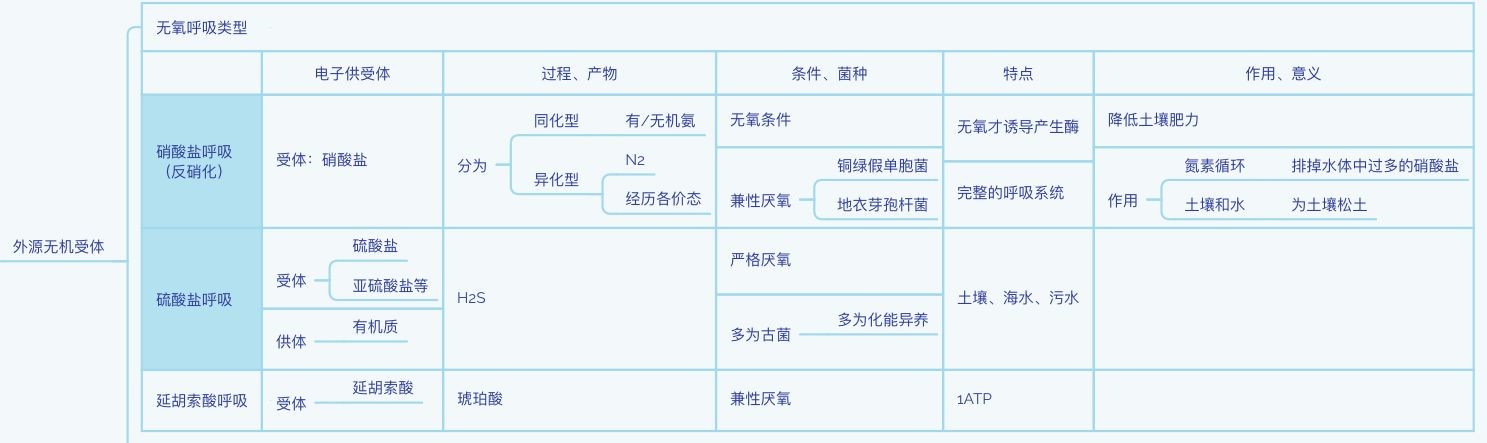 无氧呼吸类型
电子供受体 过程、产物 条件、菌种 特点 作用、意义
硝酸盐呼吸
(反硝化)
受体：硝酸盐
分为
同化型 有/无机氨
异化型
N2
经历各价态
无氧条件
兼性厌氧
铜绿假单胞菌
地衣芽孢杆菌
无氧才诱导产生酶
完整的呼吸系统
降低土壤肥力
作用
氮素循环 排掉水体中过多的硝酸盐
土壤和水 为土壤松土
外源无机受体
硫酸盐呼吸
受体
硫酸盐
亚硫酸盐等
供体
有机质
H2S
严格厌氧
多为古菌
多为化能异养
土壤、海水、污水
延胡索酸呼吸
受体
延胡索酸
琥珀酸
兼性厌氧
1ATP